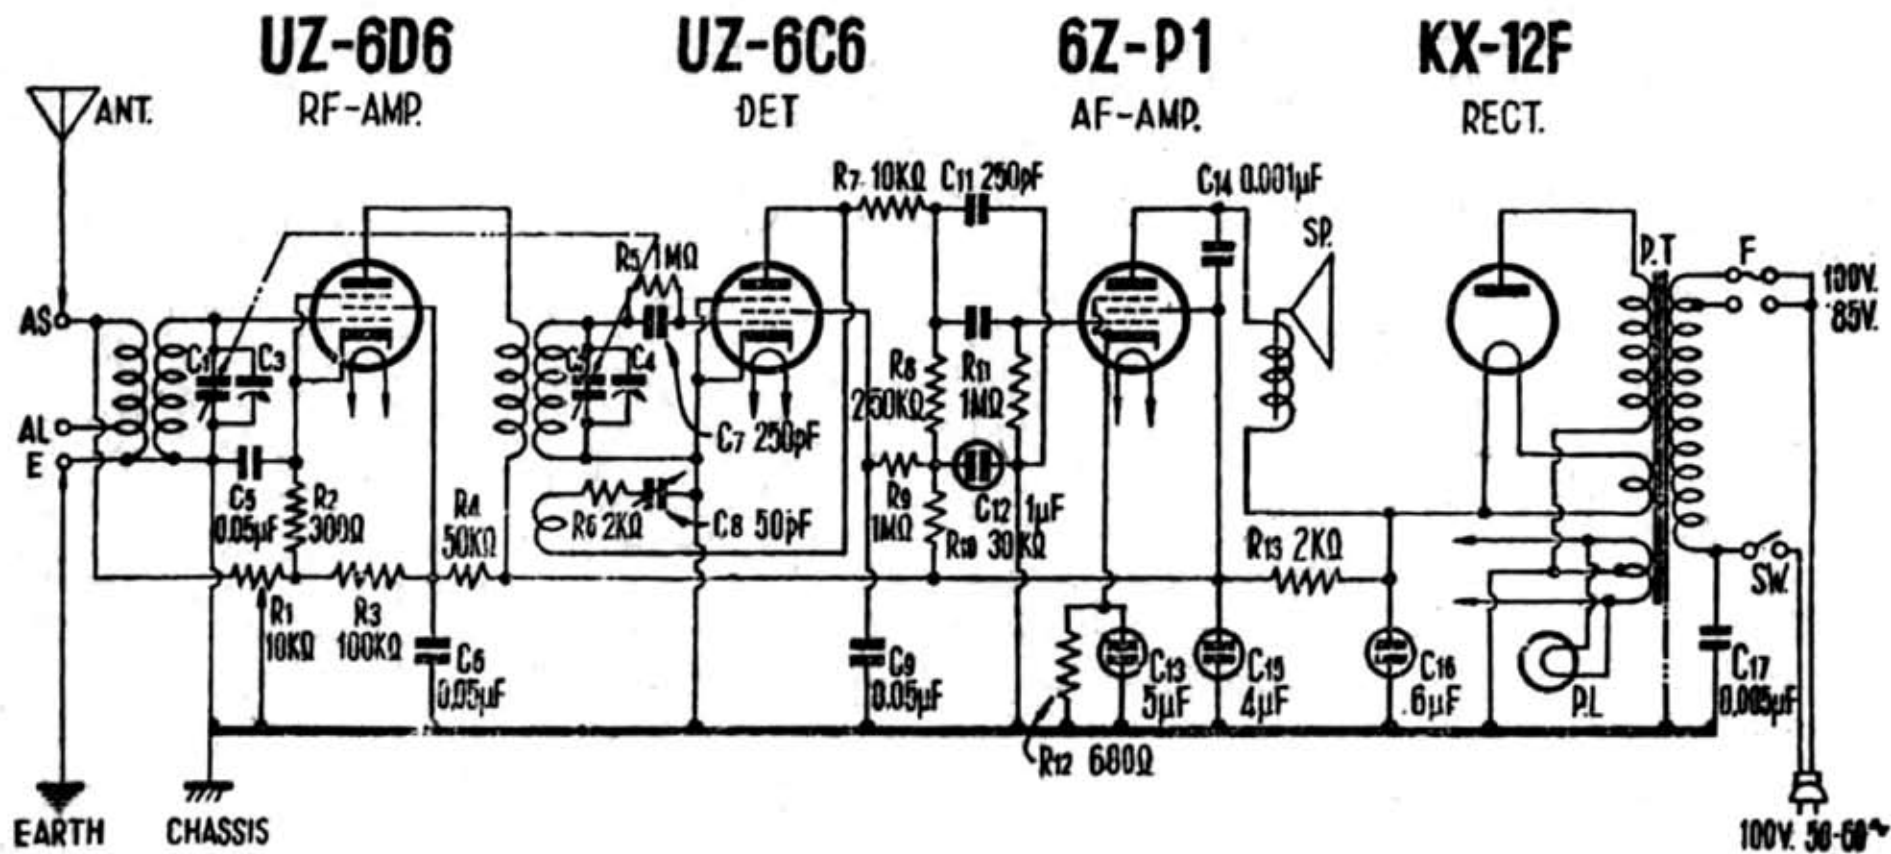 UZ-6D6
RF-AMP.
UZ-6C6
DET
6Z-P1
AF-AMP.
KX-12F
RECT.
ANT.
R7 10KΩ
C11 250pF
C14 0.001μF
SP.
P.T
F
100V.
85V.
R5 1MΩ
AS
C1
C3
C4
R8
250KΩ
R11
1MΩ
AL
E
C7 250pF
C5
0.05μF
R2
300Ω
R4
50KΩ
R6 2KΩ
C8 50pF
R9
1MΩ
C12 1μF
R10 30KΩ
R13 2KΩ
SW.
R1
10KΩ
R3
100KΩ
C6
0.05μF
C9
0.05μF
C13
5μF
C15
4μF
C16
6μF
P.L
C17
0.005μF
R12 680Ω
EARTH
CHASSIS
100V. 50-60~